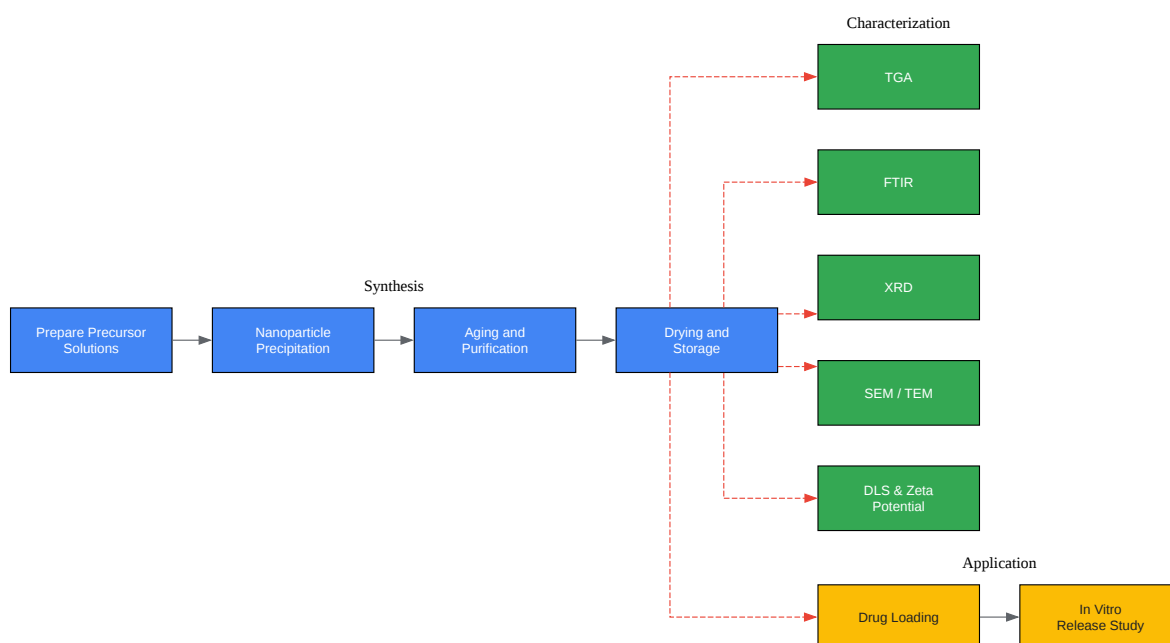 Characterization
TGA
FTIR
XRD
Synthesis
Prepare Precursor
Solutions
Nanoparticle
Precipitation
Aging and
Purification
Drying and
Storage
SEM / TEM
DLS & Zeta
Potential
Application
Drug Loading
In Vitro
Release Study